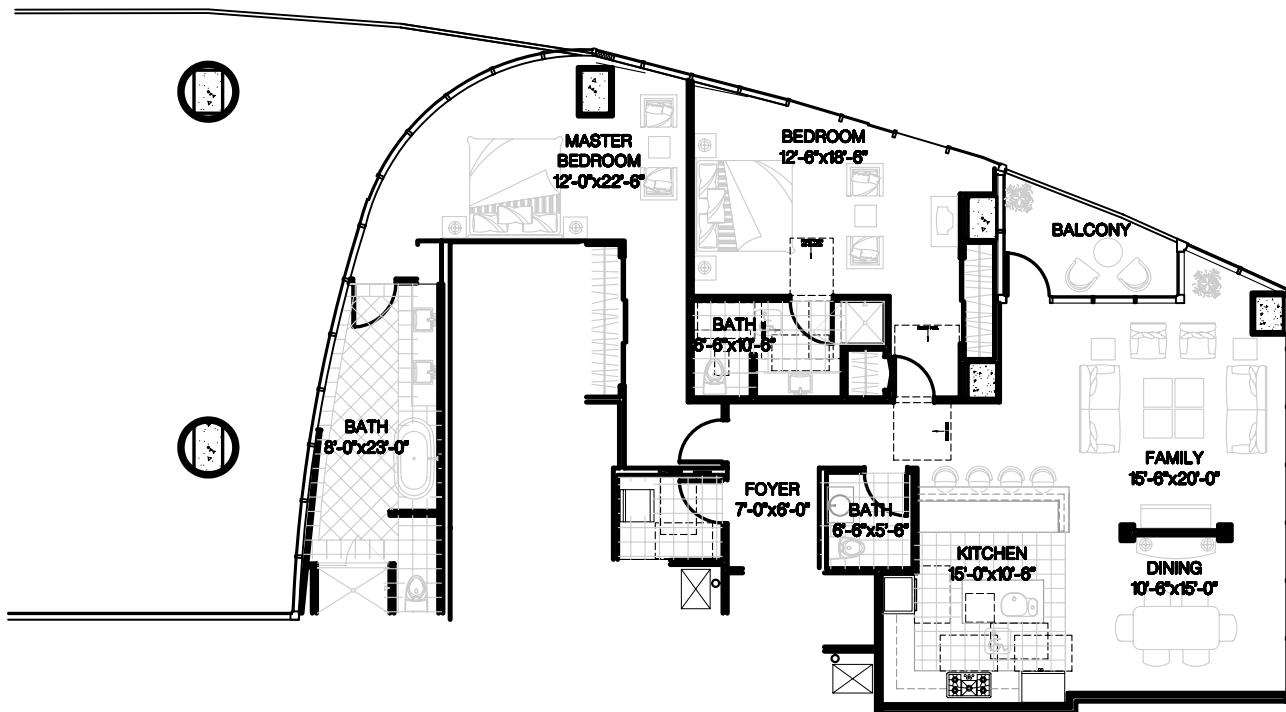 MASTER
BEDROOM
12'-0"x22'-6"
BEDROOM
12'-6"x18'-6"
BALCONY
BATH
6'-6"x10'-6"
BATH
8'-0"x23'-0"
FOYER
7'-0"x6'-0"
BATH
6'-6"x5'-6"
KITCHEN
15'-0"x10'-6"
FAMILY
15'-6"x20'-0"
DINING
10'-6"x15'-0"